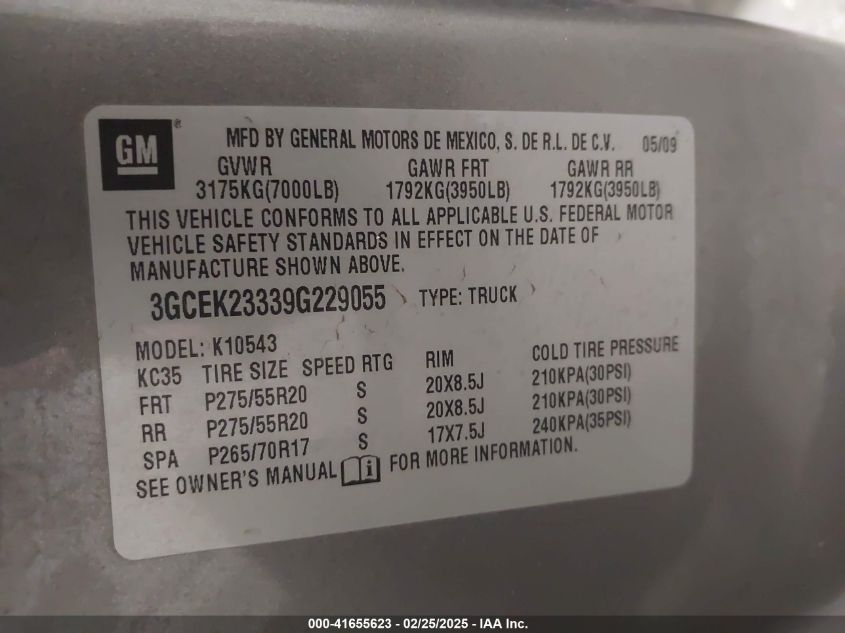 GM ®
MFD BY GENERAL MOTORS DE MEXICO, S. DE R.L. DE C.V. 05/09
GVWR GAWR FRT GAWR RR
3175KG(7000LB) 1792KG(3950LB) 1792KG(3950LB)
THIS VEHICLE CONFORMS TO ALL APPLICABLE U.S. FEDERAL MOTOR
VEHICLE SAFETY STANDARDS IN EFFECT ON THE DATE OF
MANUFACTURE SHOWN ABOVE.
3GCEK23339G229055 TYPE: TRUCK
MODEL: K10543
KC35 TIRE SIZE SPEED RTG RIM COLD TIRE PRESSURE
FRT P275/55R20 S 20X8.5J 210KPA(30PSI)
RR P275/55R20 S 20X8.5J 210KPA(30PSI)
SPA P265/70R17 S 17X7.5J 240KPA(35PSI)
SEE OWNER'S MANUAL i FOR MORE INFORMATION.
000-41655623 - 02/25/2025 - IAA Inc.